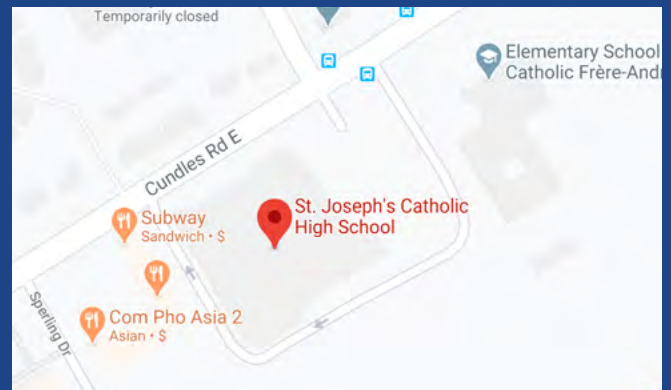 Temporarily closed
Elementary School
Catholic Frère-Andr
Cundles Rd E
St. Joseph's Catholic
High School
Subway
Sandwich • $
Com Pho Asia 2
Asian • $
Sperling Dr